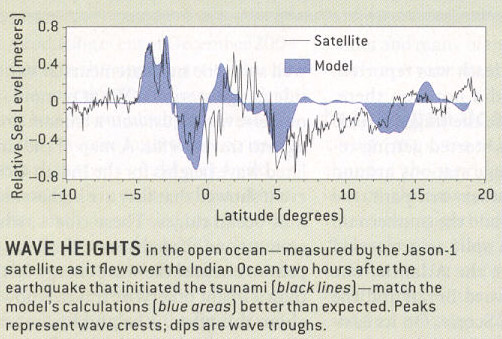 Relative Sea Level (meters)
0.8
0.4
0
−0.4
−0.8
Satellite
Model
−10 −5 0 5 10 15 20
Latitude (degrees)
WAVE HEIGHTS in the open ocean—measured by the Jason-1
satellite as it flew over the Indian Ocean two hours after the
earthquake that initiated the tsunami (black lines)—match the
model's calculations (blue areas) better than expected. Peaks
represent wave crests; dips are wave troughs.